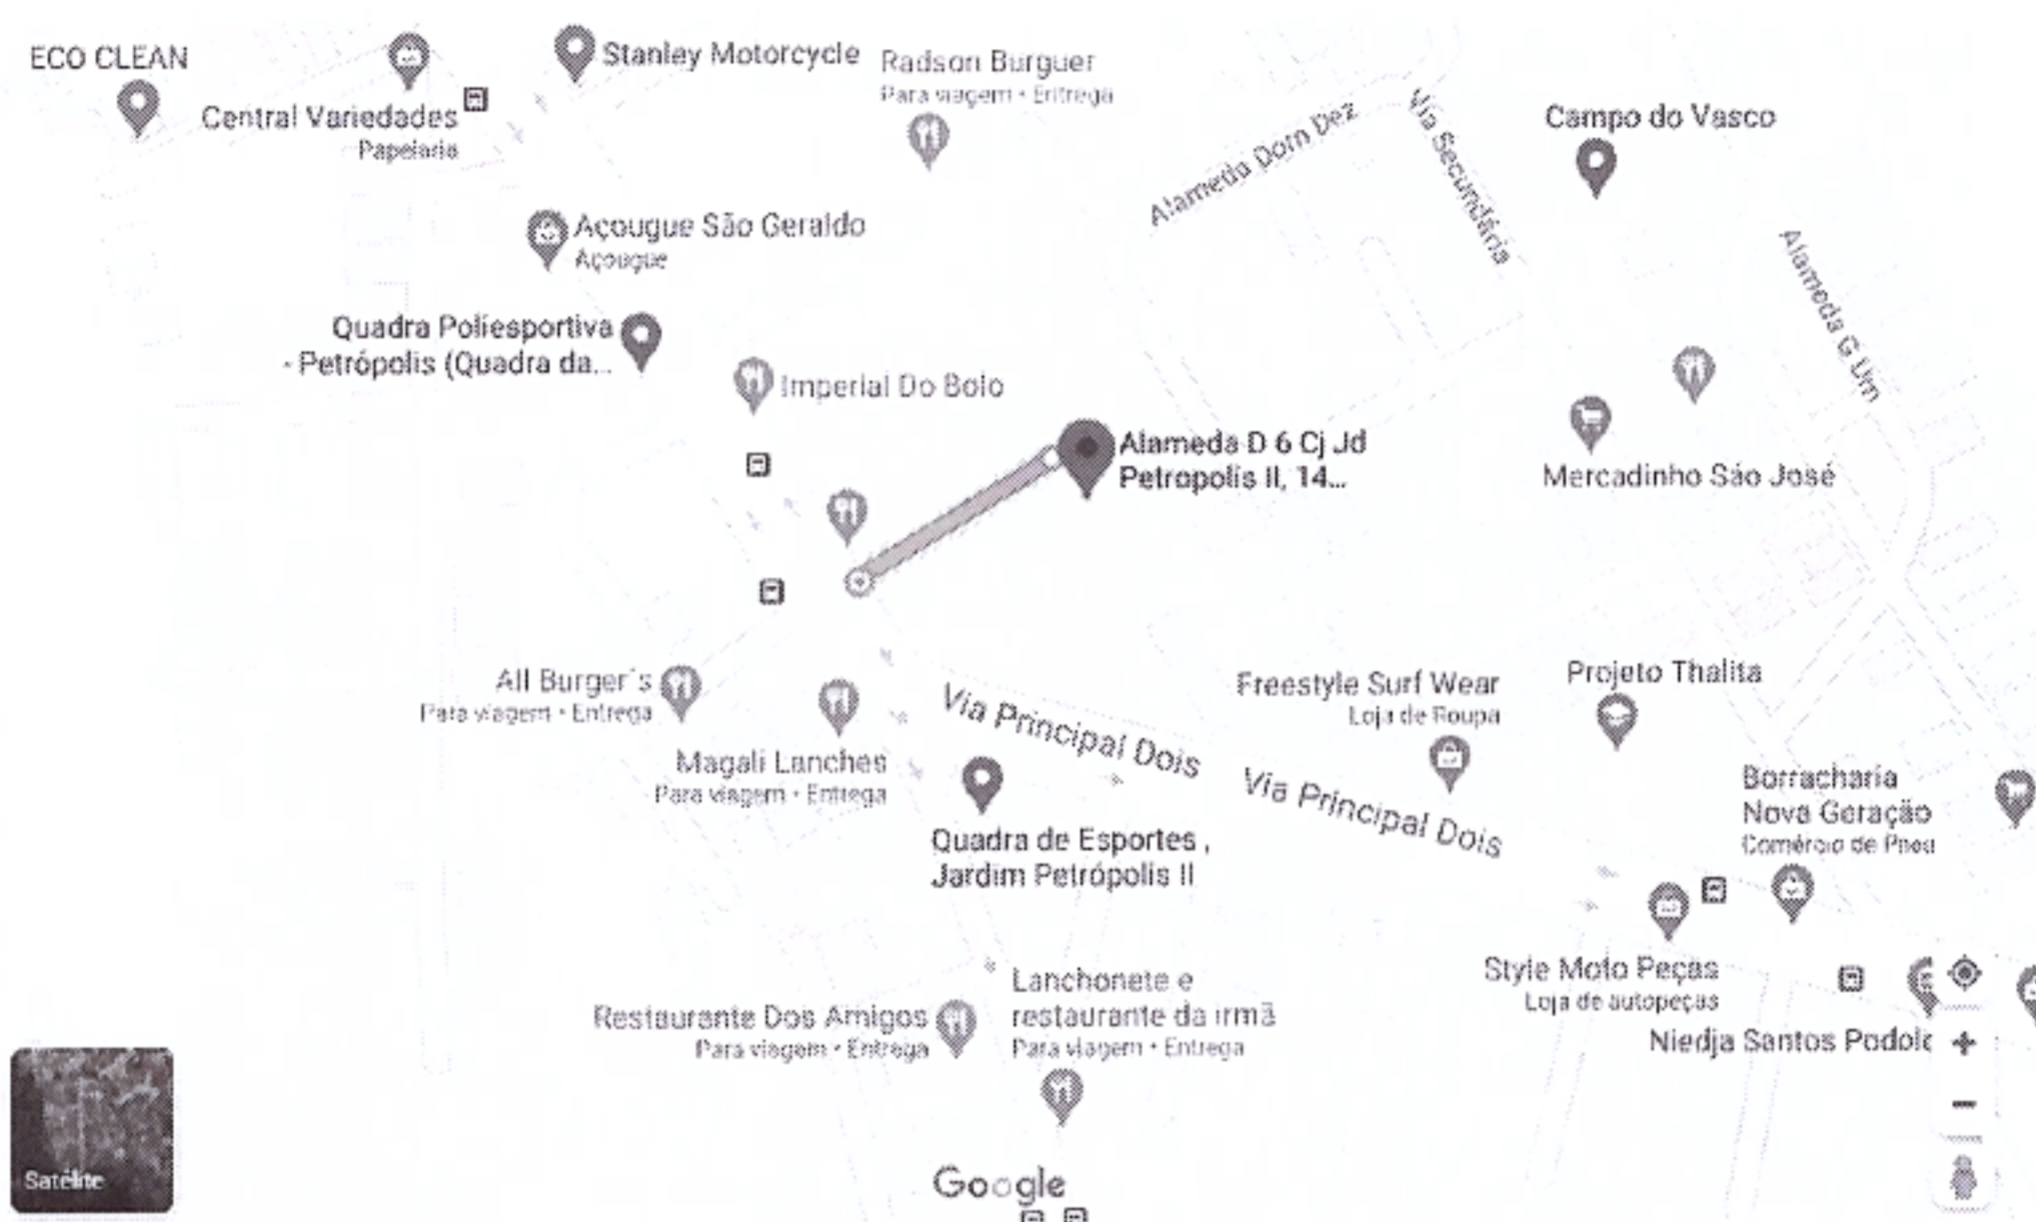 ECO CLEAN
Central Variedades
Papelaria
Stanley Motorcycle
Radson Burguer
Para viagem • Entrega
Alameda Dom Dez
Via Secundária
Campo do Vasco
Alameda G Um
Açougue São Geraldo
Açougue
Quadra Poliesportiva
- Petrópolis (Quadra da...
Imperial Do Bolo
Alameda D 6 Cj Jd
Petropolis II, 14...
Mercadinho São José
All Burger´s
Para viagem • Entrega
Magali Lanches
Para viagem • Entrega
Via Principal Dois
Via Principal Dois
Freestyle Surf Wear
Loja de Roupa
Projeto Thalita
Borracharia
Nova Geração
Comércio de Pneu
Quadra de Esportes ,
Jardim Petrópolis II
Style Moto Peças
Loja de autopeças
Niedja Santos Podolo
Restaurante Dos Amigos
Para viagem • Entrega
Lanchonete e
restaurante da irmã
Para viagem • Entrega
Satélite
Google